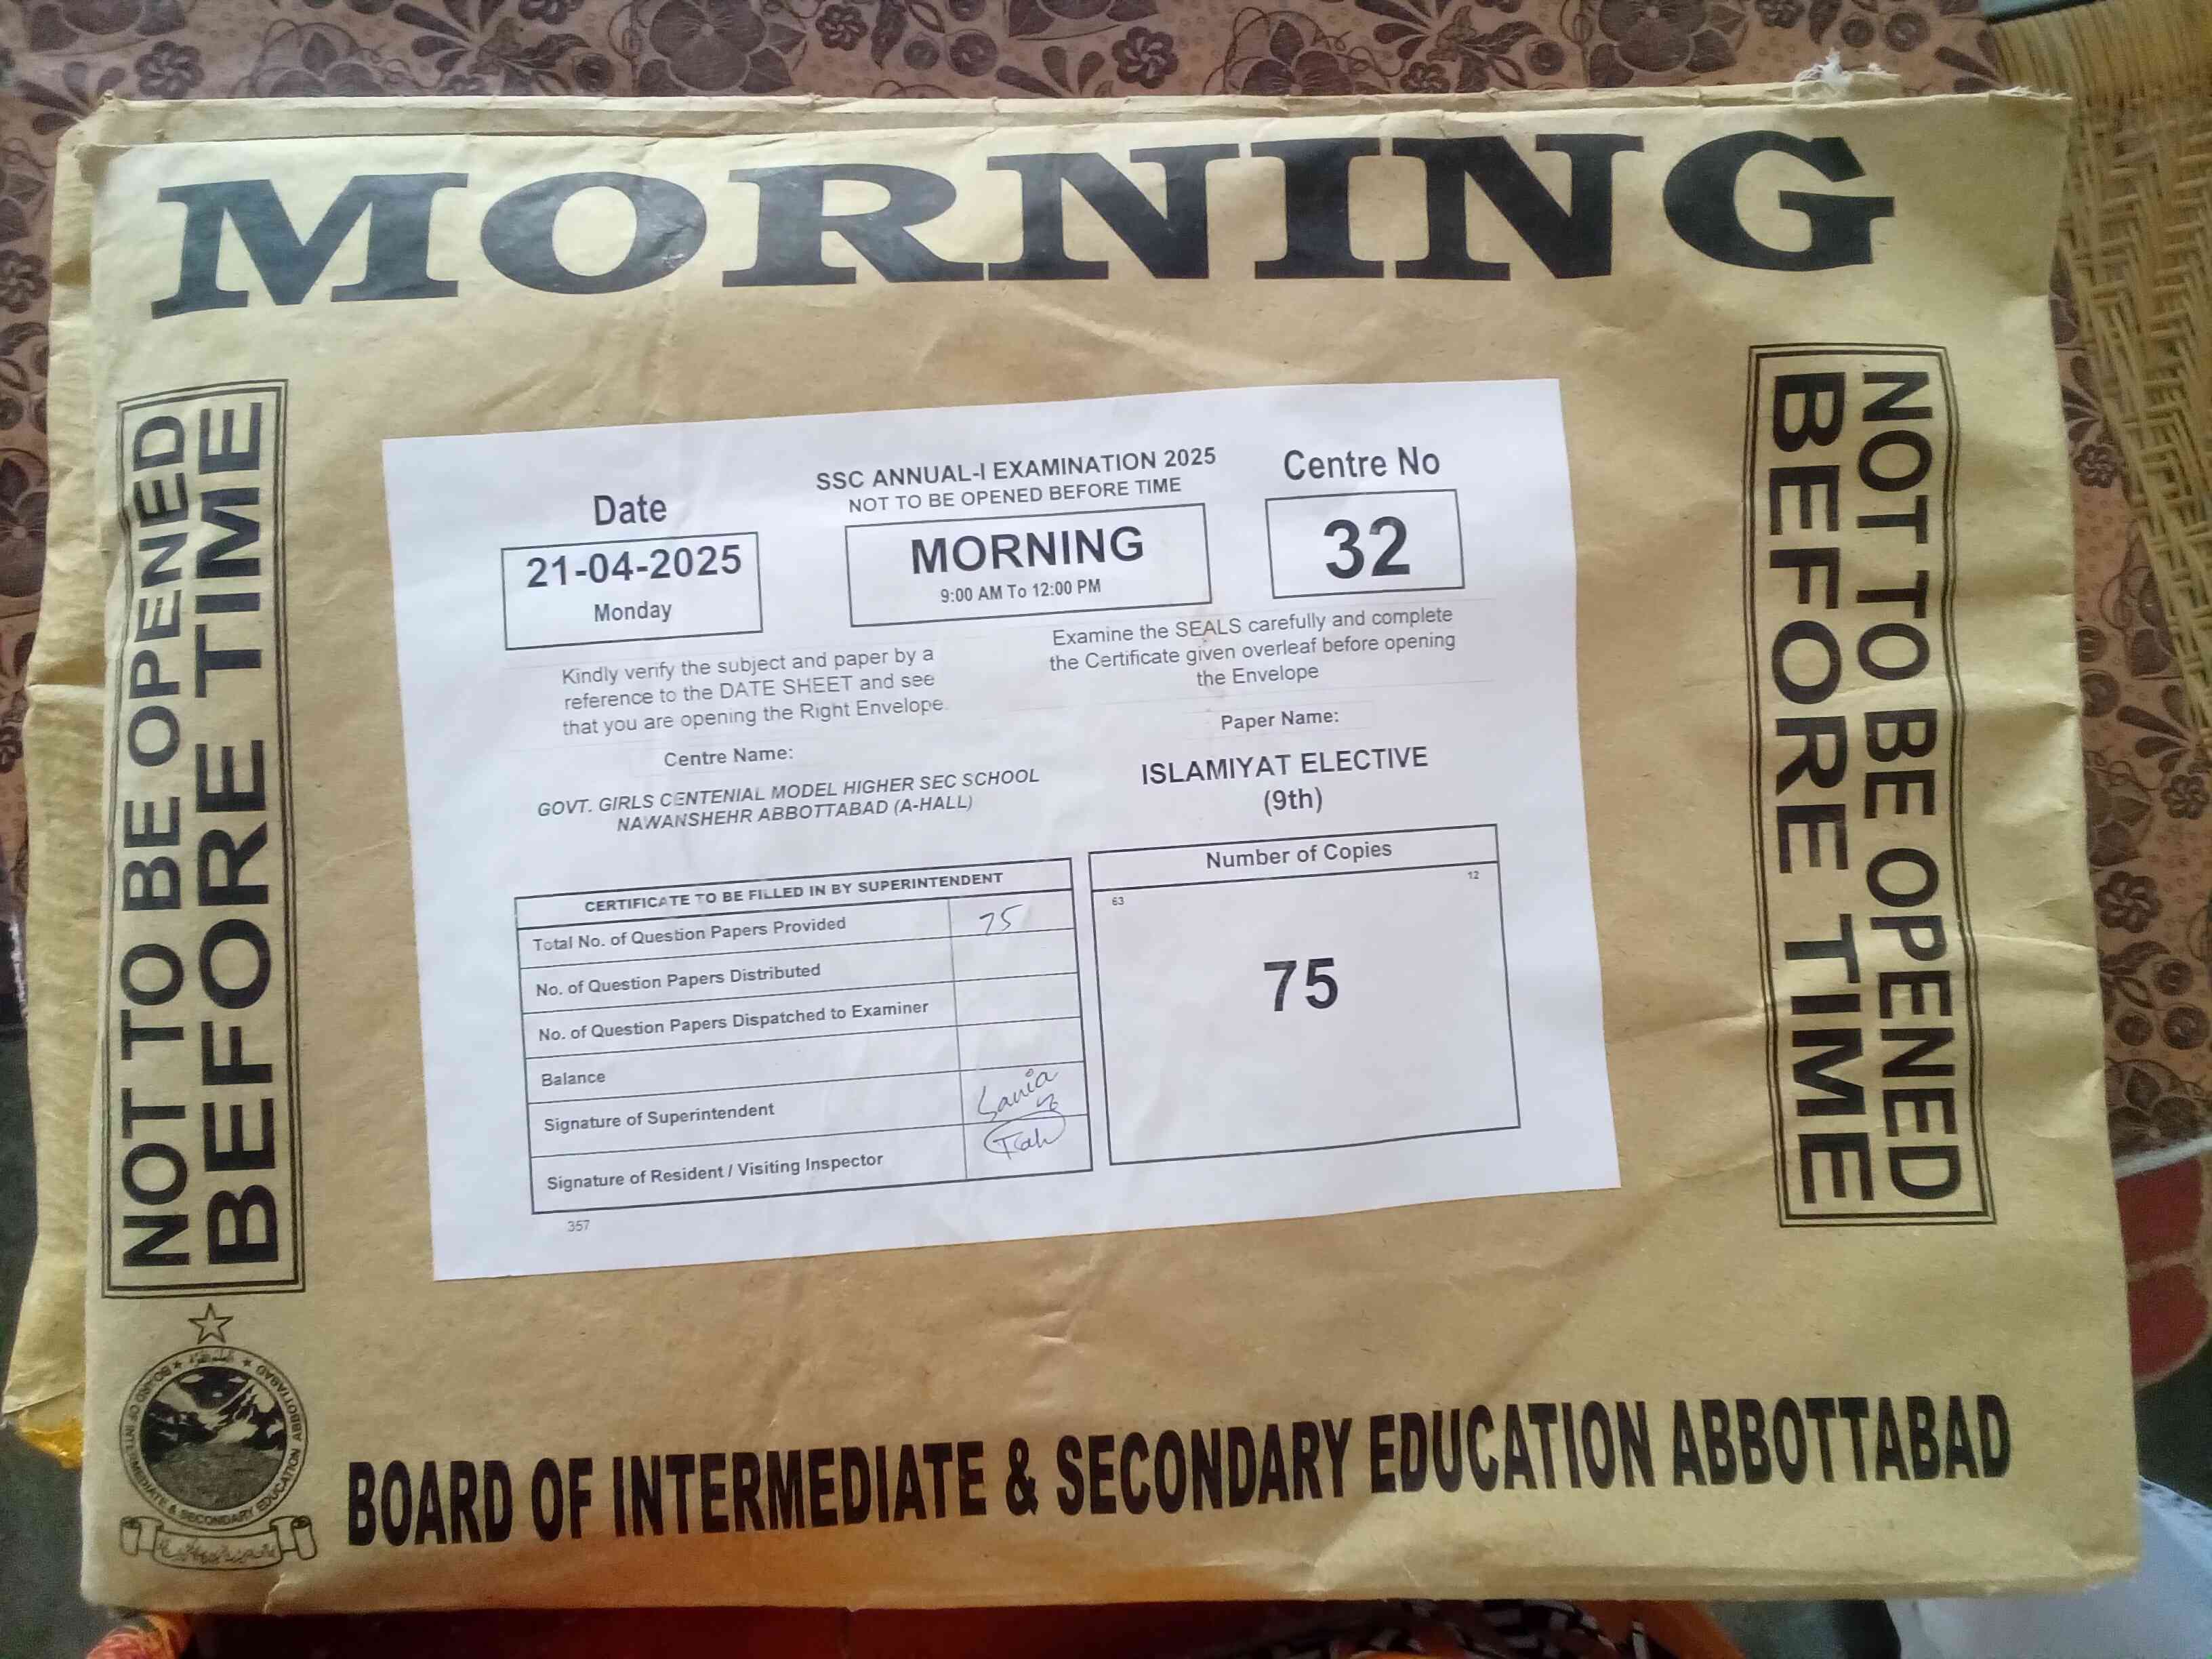 MORNING
NOT TO BE OPENED
BEFORE TIME
SSC ANNUAL-I EXAMINATION 2025
NOT TO BE OPENED BEFORE TIME
Date
21-04-2025
Monday
MORNING
9:00 AM To 12:00 PM
Centre No
32
Kindly verify the subject and paper by a
reference to the DATE SHEET and see
that you are opening the Right Envelope.
Examine the SEALS carefully and complete
the Certificate given overleaf before opening
the Envelope
Centre Name:
GOVT. GIRLS CENTENIAL MODEL HIGHER SEC SCHOOL
NAWANSHEHR ABBOTTABAD (A-HALL)
Paper Name:
ISLAMIYAT ELECTIVE
(9th)
CERTIFICATE TO BE FILLED IN BY SUPERINTENDENT
Total No. of Question Papers Provided 75
No. of Question Papers Distributed
No. of Question Papers Dispatched to Examiner
Balance
Signature of Superintendent Sania
Signature of Resident / Visiting Inspector
357
Number of Copies
63 12
75
NOT TO BE OPENED
BEFORE TIME
BOARD OF INTERMEDIATE & SECONDARY EDUCATION ABBOTTABAD
BOARD OF INTERMEDIATE & SECONDARY EDUCATION ABBOTTABAD